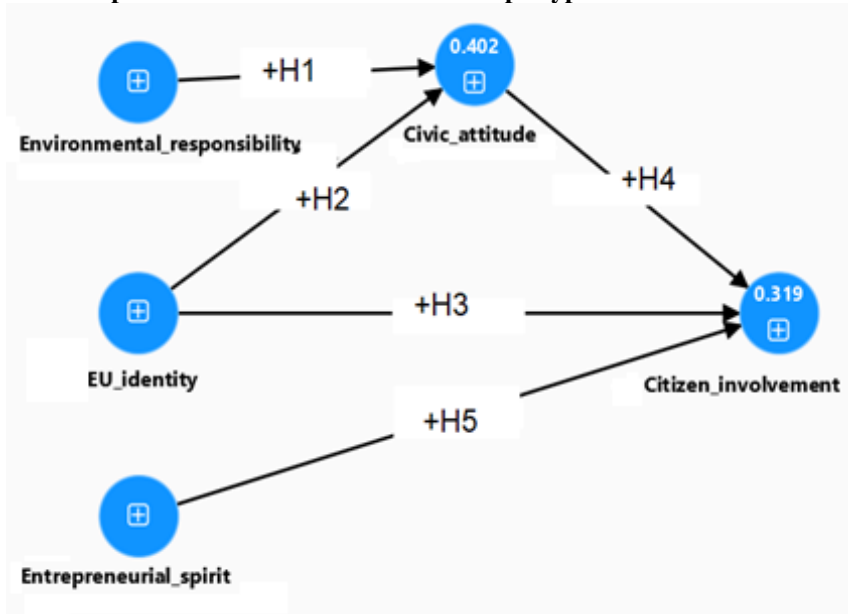 +H1
0.402
Environmental_responsibility
Civic_attitude
+H2
+H4
+H3
0.319
EU_identity
Citizen_involvement
+H5
Entrepreneurial_spirit